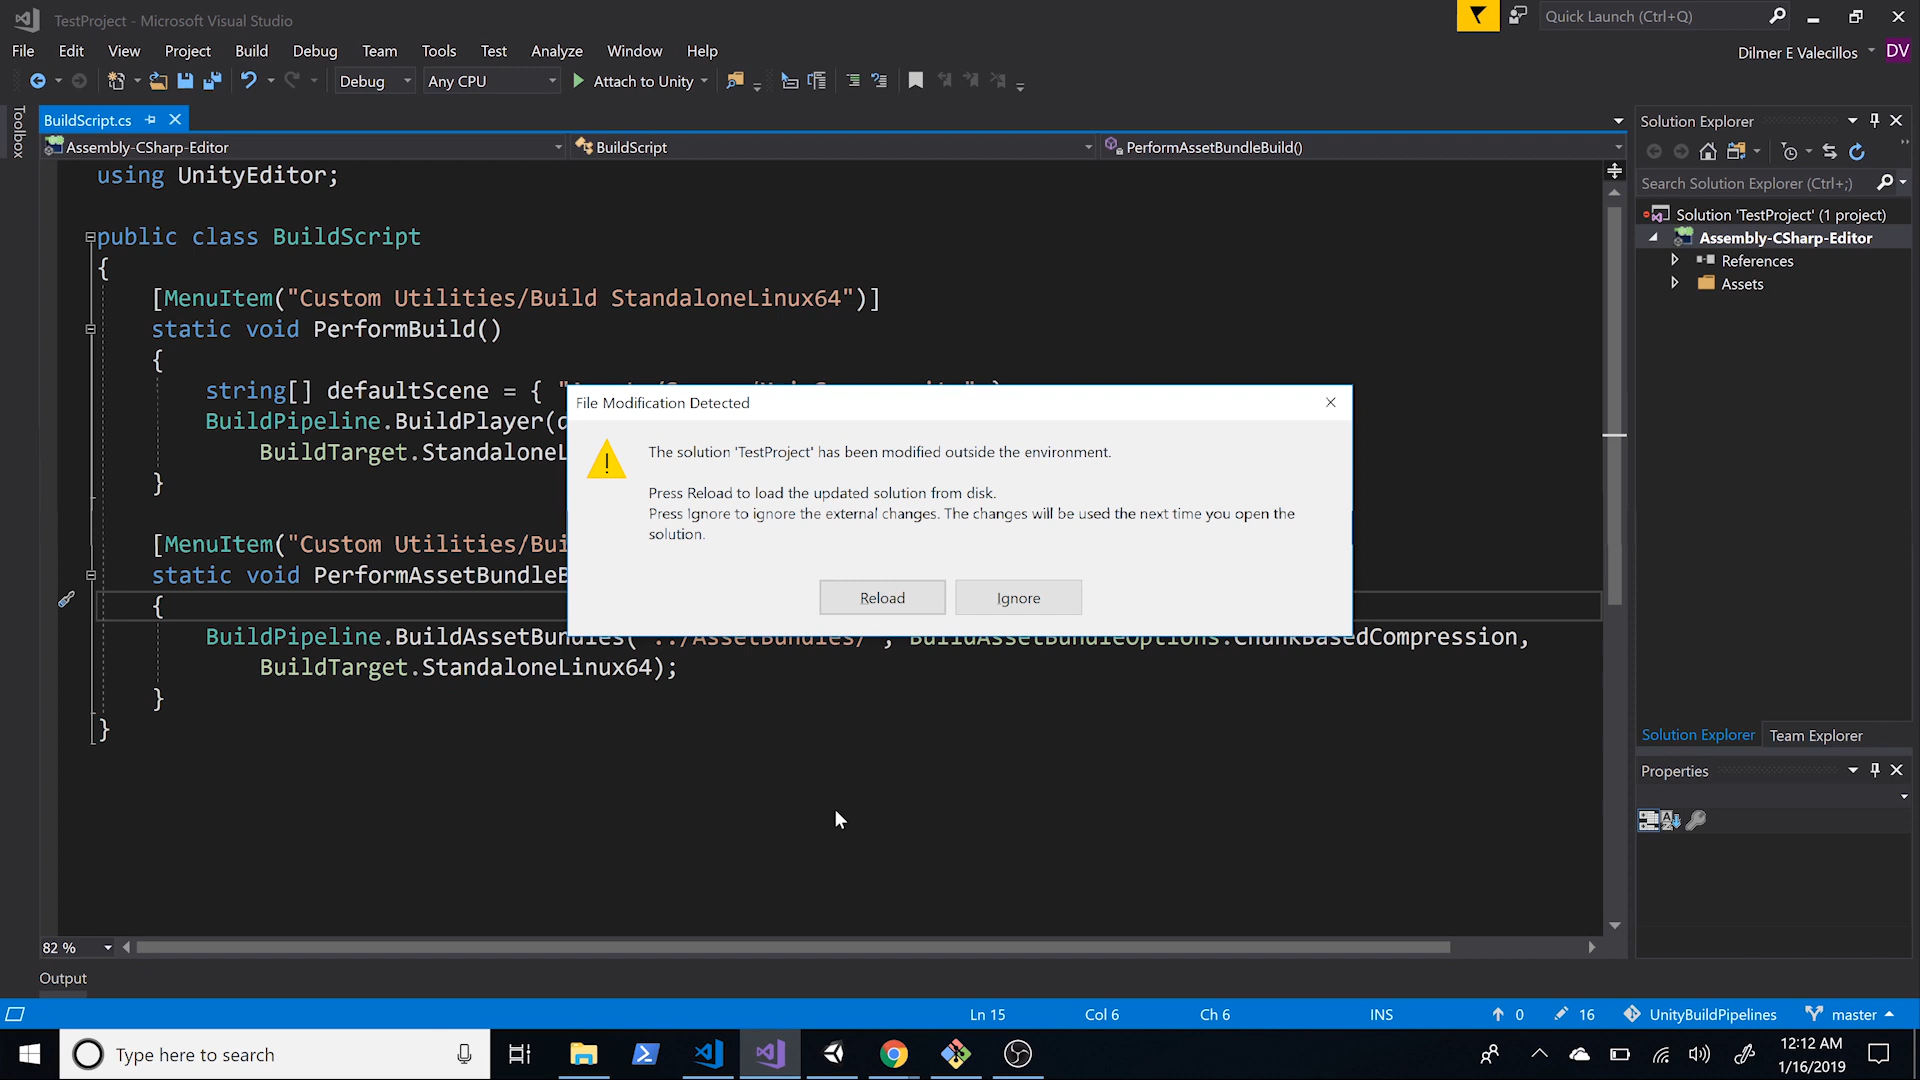 TestProject - Microsoft Visual Studio
Quick Launch (Ctrl+Q)
File Edit View Project Build Debug Team Tools Test Analyze Window Help
Dilmer E Valecillos
DV
Debug
Any CPU
Attach to Unity
Toolbox
BuildScript.cs
Assembly-CSharp-Editor
BuildScript
PerformAssetBundleBuild()
using UnityEditor;
public class BuildScript
{
[MenuItem("Custom Utilities/Build StandaloneLinux64")]
static void PerformBuild()
{
string[] defaultScene = {
BuildPipeline.BuildPlayer(
BuildTarget.StandaloneL
}
[MenuItem("Custom Utilities/Bui
static void PerformAssetBundleB
{
BuildPipeline.BuildAssetBundles("../AssetBundles/", BuildAssetBundleOptions.ChunkBasedCompression,
BuildTarget.StandaloneLinux64);
}
}
File Modification Detected
The solution 'TestProject' has been modified outside the environment.
Press Reload to load the updated solution from disk.
Press Ignore to ignore the external changes. The changes will be used the next time you open the
solution.
Reload
Ignore
Solution Explorer
Search Solution Explorer (Ctrl+;)
Solution 'TestProject' (1 project)
Assembly-CSharp-Editor
References
Assets
Solution Explorer
Team Explorer
Properties
82 %
Output
Ln 15
Col 6
Ch 6
INS
0
16
UnityBuildPipelines
master
Type here to search
12:12 AM
1/16/2019